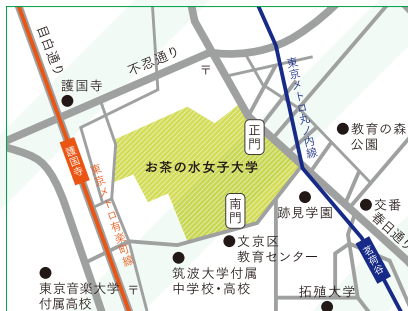 目白通り
不忍通り
〒
護国寺
東京メトロ丸ノ内線
正門
教育の森
公園
護国寺
お茶の水女子大学
東京メトロ有楽町線
南門
跡見学園
交番
春日通り
文京区
教育センター
茗荷谷
筑波大学付属
中学校・高校
東京音楽大学
付属高校
〒
拓殖大学